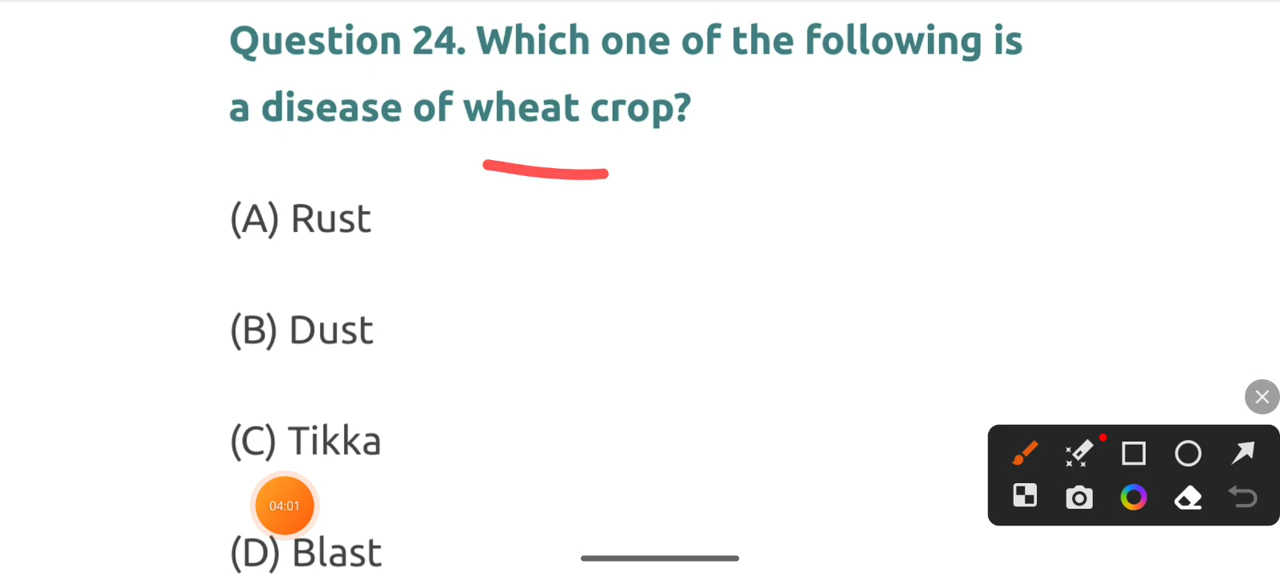 Question 24. Which one of the following is
a disease of wheat crop?
(A) Rust
(B) Dust
(C) Tikka
04:01
(D) Blast